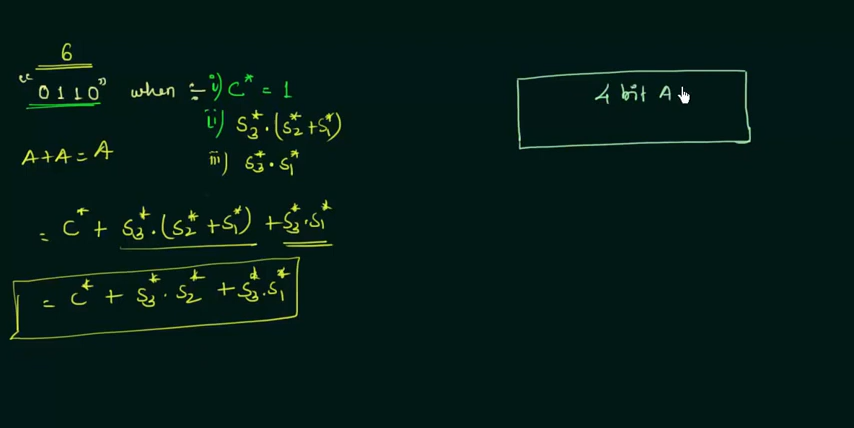 6
"0110" when :- i) C* = 1
ii) S3*·(S2*+S1*)
A+A = A
iii) S3*·S1*
= C* + S3*·(S2*+S1*) + S3*·S1*
= C* + S3*·S2* + S3*·S1*
4 bit A